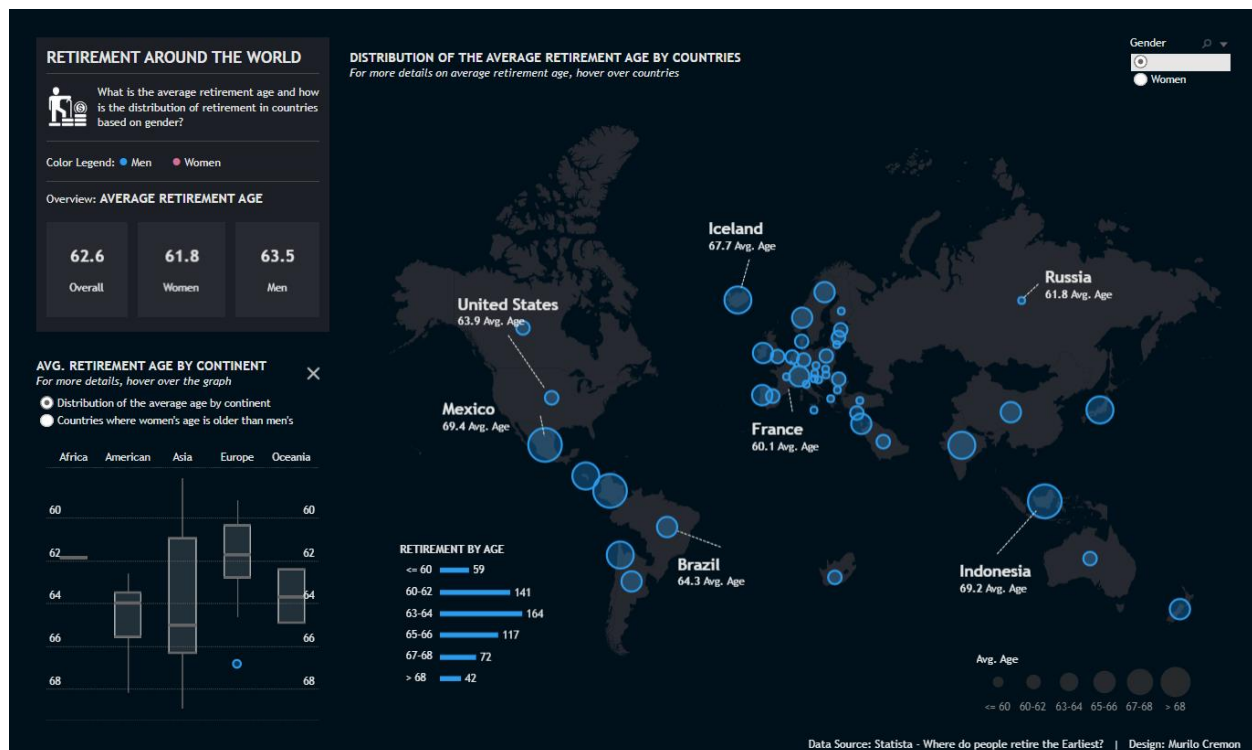 RETIREMENT AROUND THE WORLD
What is the average retirement age and how
is the distribution of retirement in countries
based on gender?
Color Legend: Men Women
Overview: AVERAGE RETIREMENT AGE
62.6 61.8 63.5
Overall Women Men
AVG. RETIREMENT AGE BY CONTINENT
For more details, hover over the graph
Distribution of the average age by continent
Countries where women's age is older than men's
Africa American Asia Europe Oceania
60 60
62 62
64 64
66 66
68 68
DISTRIBUTION OF THE AVERAGE RETIREMENT AGE BY COUNTRIES
For more details on average retirement age, hover over countries
Gender
Women
Iceland
67.7 Avg. Age
Russia
61.8 Avg. Age
United States
63.9 Avg. Age
Mexico
69.4 Avg. Age
France
60.1 Avg. Age
Brazil
64.3 Avg. Age
Indonesia
69.2 Avg. Age
RETIREMENT BY AGE
<= 60 59
60-62 141
63-64 164
65-66 117
67-68 72
> 68 42
Avg. Age
<= 60 60-62 63-64 65-66 67-68 > 68
Data Source: Statista - Where do people retire the Earliest? | Design: Murilo Cremon